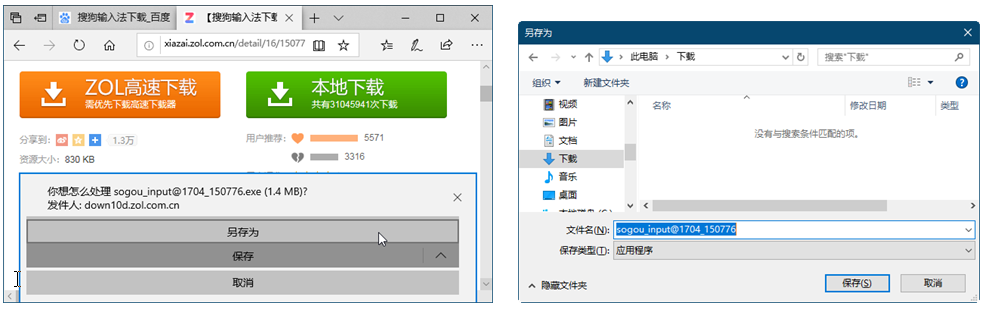 搜狗输入法下载_百度
【搜狗输入法下载
xiazai.zol.com.cn/detail/16/15077
ZOL高速下载
需优先下载高速下载器
本地下载
共有31045941次下载
分享到:
1.3万
用户推荐:
5571
资源大小: 830 KB
3316
你想怎么处理 sogou_input@1704_150776.exe (1.4 MB)?
发件人: down10d.zol.com.cn
另存为
保存
取消
另存为
此电脑 > 下载
搜索"下载"
组织
新建文件夹
视频
图片
文档
下载
音乐
桌面
名称
修改日期
类型
没有与搜索条件匹配的项。
文件名(N):
sogou_input@1704_150776
保存类型(T):
应用程序
隐藏文件夹
保存(S)
取消